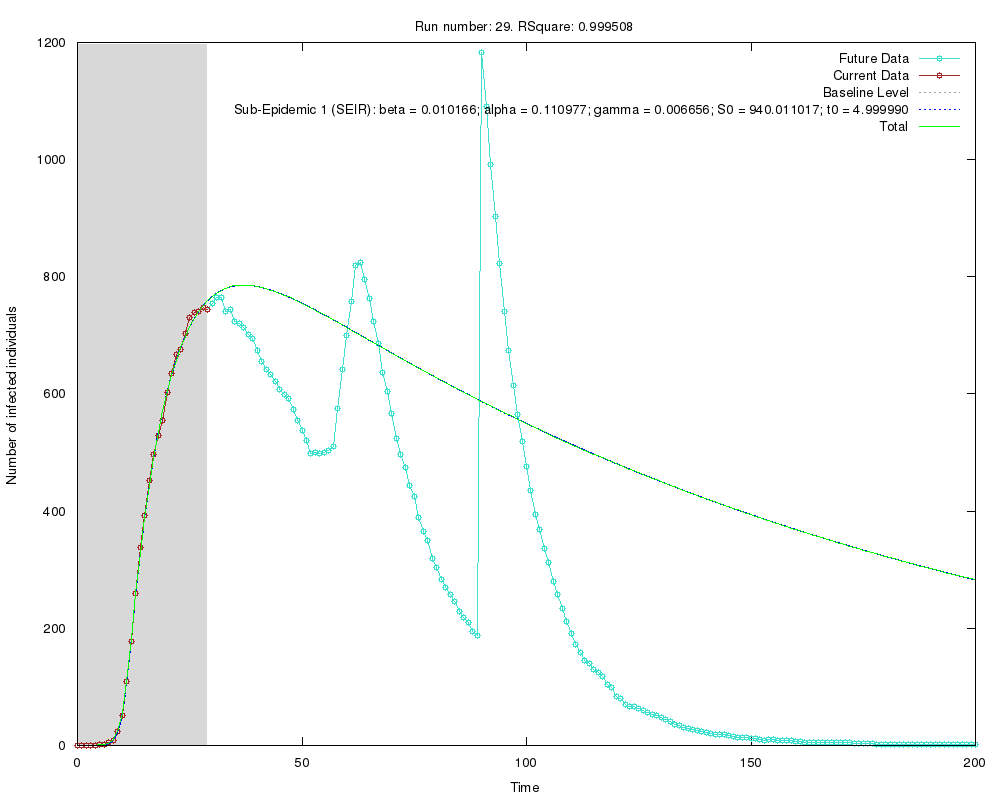 Run number: 29. RSquare: 0.999508
Future Data
Current Data
Baseline Level
Sub-Epidemic 1 (SEIR): beta = 0.010166; alpha = 0.110977; gamma = 0.006656; S0 = 940.011017; t0 = 4.999990
Total
1200
1000
800
600
400
200
0
Number of infected individuals
0 50 100 150 200
Time